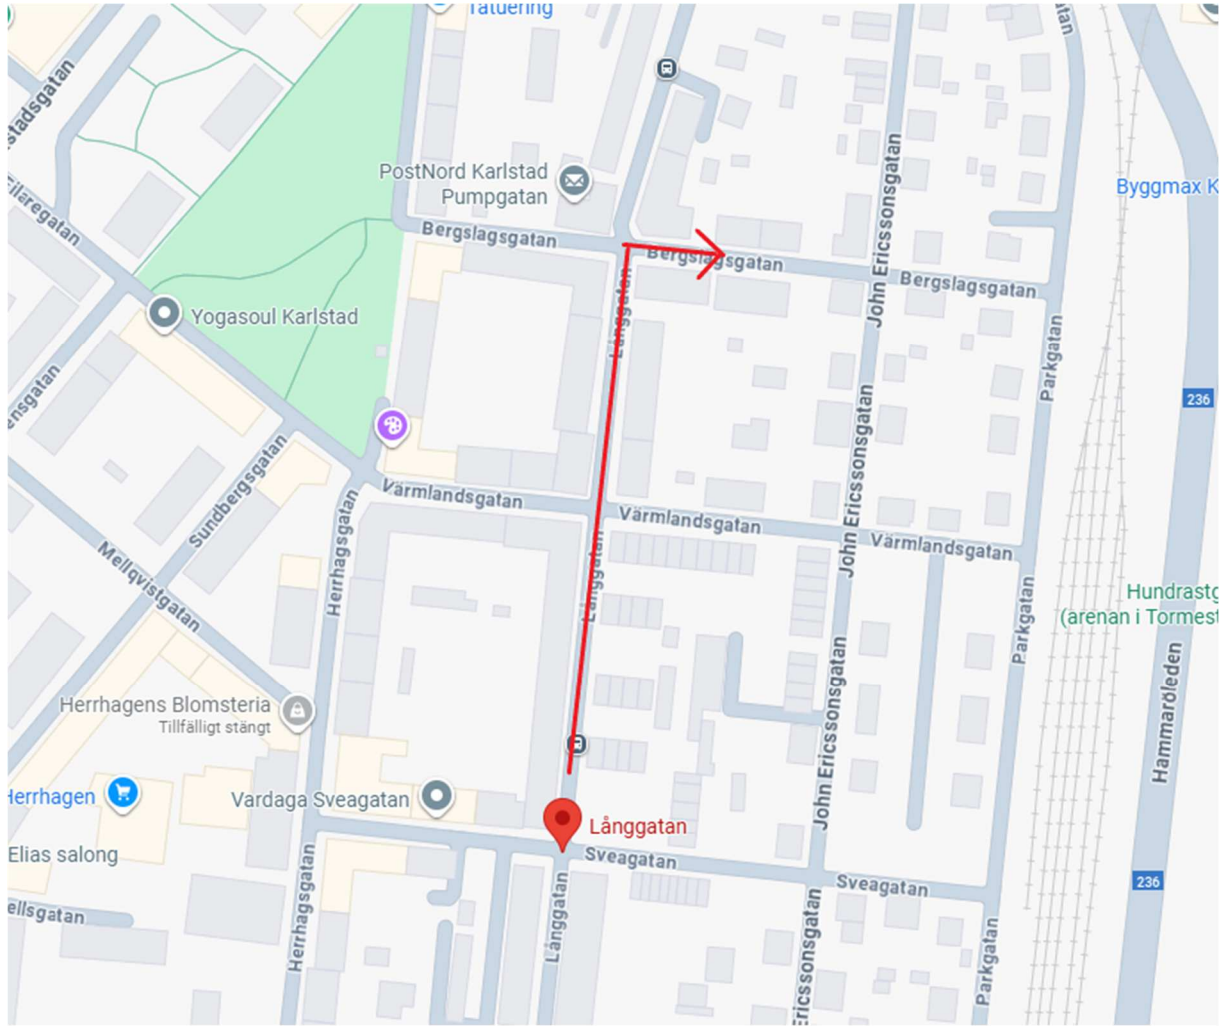 Tatuering
PostNord Karlstad
Pumpgatan
Byggmax K
Bergslagsgatan
Bergslagsgatan
Bergslagsgatan
John Ericssonsgatan
Långgatan
Yogasoul Karlstad
Parkgatan
236
Sundbergsgatan
Värmlandsgatan
Värmlandsgatan
Värmlandsgatan
John Ericssonsgatan
Herrhagsgatan
Mellqvistgatan
Långgatan
Parkgatan
Hundrastg
(arenan i Tormest
Hammaröleden
John Ericssonsgatan
Herrhagens Blomsteria
Tillfälligt stängt
Herrhagen
Vardaga Sveagatan
Långgatan
Elias salong
Sveagatan
Sveagatan
236
Herrhagsgatan
Långgatan
Ericssonsgatan
Parkgatan
ellsgatan